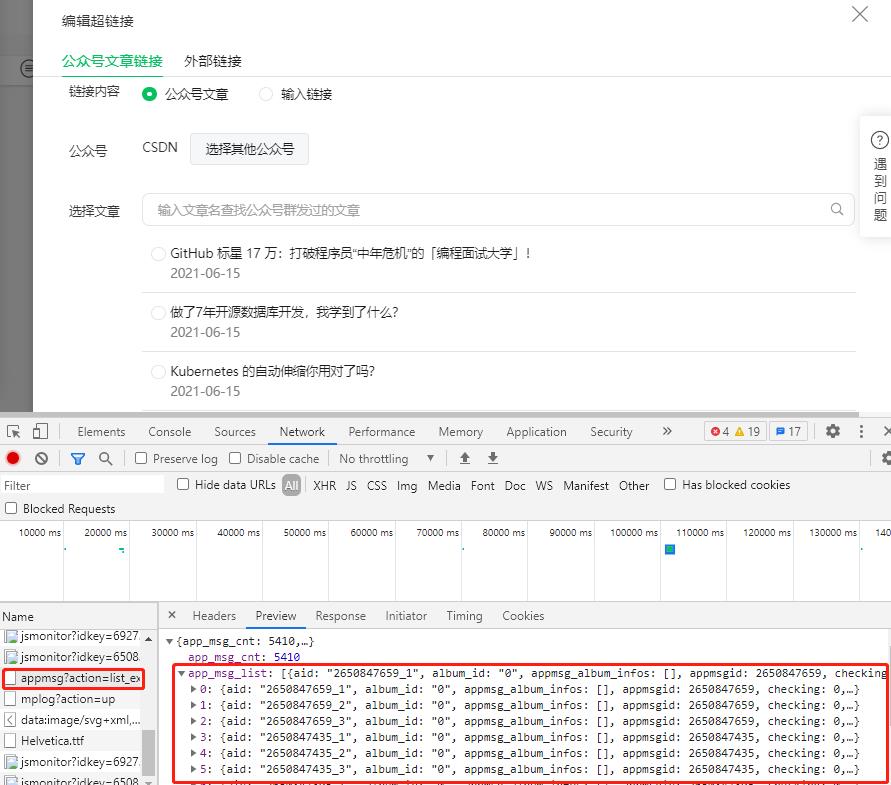 编辑超链接
公众号文章链接 外部链接
链接内容 公众号文章 输入链接
公众号 CSDN 选择其他公众号
选择文章 输入文章名查找公众号群发过的文章
GitHub 标星 17 万：打破程序员“中年危机”的「编程面试大学」！
2021-06-15
做了7年开源数据库开发，我学到了什么?
2021-06-15
Kubernetes 的自动伸缩你用对了吗?
2021-06-15
?
遇
到
问
题
Elements Console Sources Network Performance Memory Application Security » 4 19 17
Preserve log Disable cache No throttling
Filter Hide data URLs All XHR JS CSS Img Media Font Doc WS Manifest Other Has blocked cookies
Blocked Requests
10000 ms 20000 ms 30000 ms 40000 ms 50000 ms 60000 ms 70000 ms 80000 ms 90000 ms 100000 ms 110000 ms 120000 ms 130000 ms 140
Name
jsmonitor?idkey=6927
jsmonitor?idkey=6508
appmsg?action=list_ex
mplog?action=up
data:image/svg+xml,...
Helvetica.ttf
jsmonitor?idkey=6927
jsmonitor?idkey=6508
× Headers Preview Response Initiator Timing Cookies
{app_msg_cnt: 5410,…}
app_msg_cnt: 5410
app_msg_list: [{aid: "2650847659_1", album_id: "0", appmsg_album_infos: [], appmsgid: 2650847659, checking
0: {aid: "2650847659_1", album_id: "0", appmsg_album_infos: [], appmsgid: 2650847659, checking: 0,…}
1: {aid: "2650847659_2", album_id: "0", appmsg_album_infos: [], appmsgid: 2650847659, checking: 0,…}
2: {aid: "2650847659_3", album_id: "0", appmsg_album_infos: [], appmsgid: 2650847659, checking: 0,…}
3: {aid: "2650847435_1", album_id: "0", appmsg_album_infos: [], appmsgid: 2650847435, checking: 0,…}
4: {aid: "2650847435_2", album_id: "0", appmsg_album_infos: [], appmsgid: 2650847435, checking: 0,…}
5: {aid: "2650847435_3", album_id: "0", appmsg_album_infos: [], appmsgid: 2650847435, checking: 0,…}